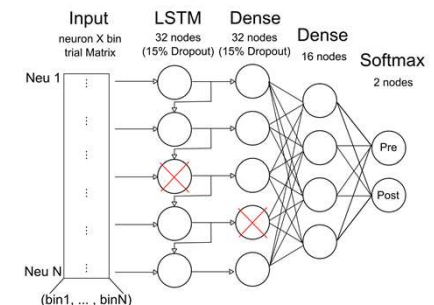 Input
neuron X bin
trial Matrix
LSTM
32 nodes
(15% Dropout)
Dense
32 nodes
(15% Dropout)
Dense
16 nodes
Softmax
2 nodes
Neu 1
Neu N
(bin1, ... , binN)
Pre
Post